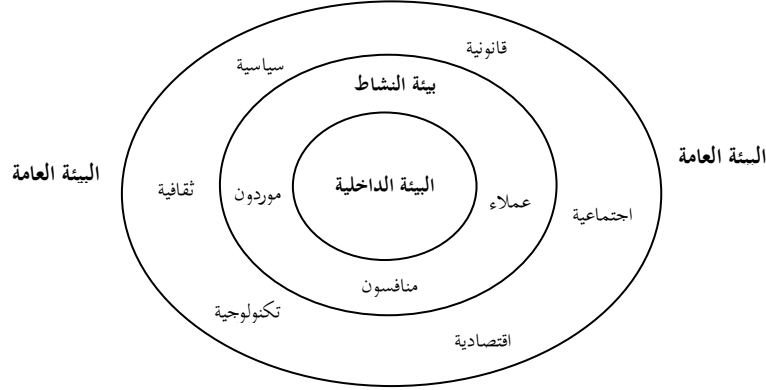 قانونية
سياسية
بيئة النشاط
البيئة العامة
البيئة العامة
البيئة الداخلية
ثقافية
موردون
عملاء
اجتماعية
منافسون
تكنولوجية
اقتصادية